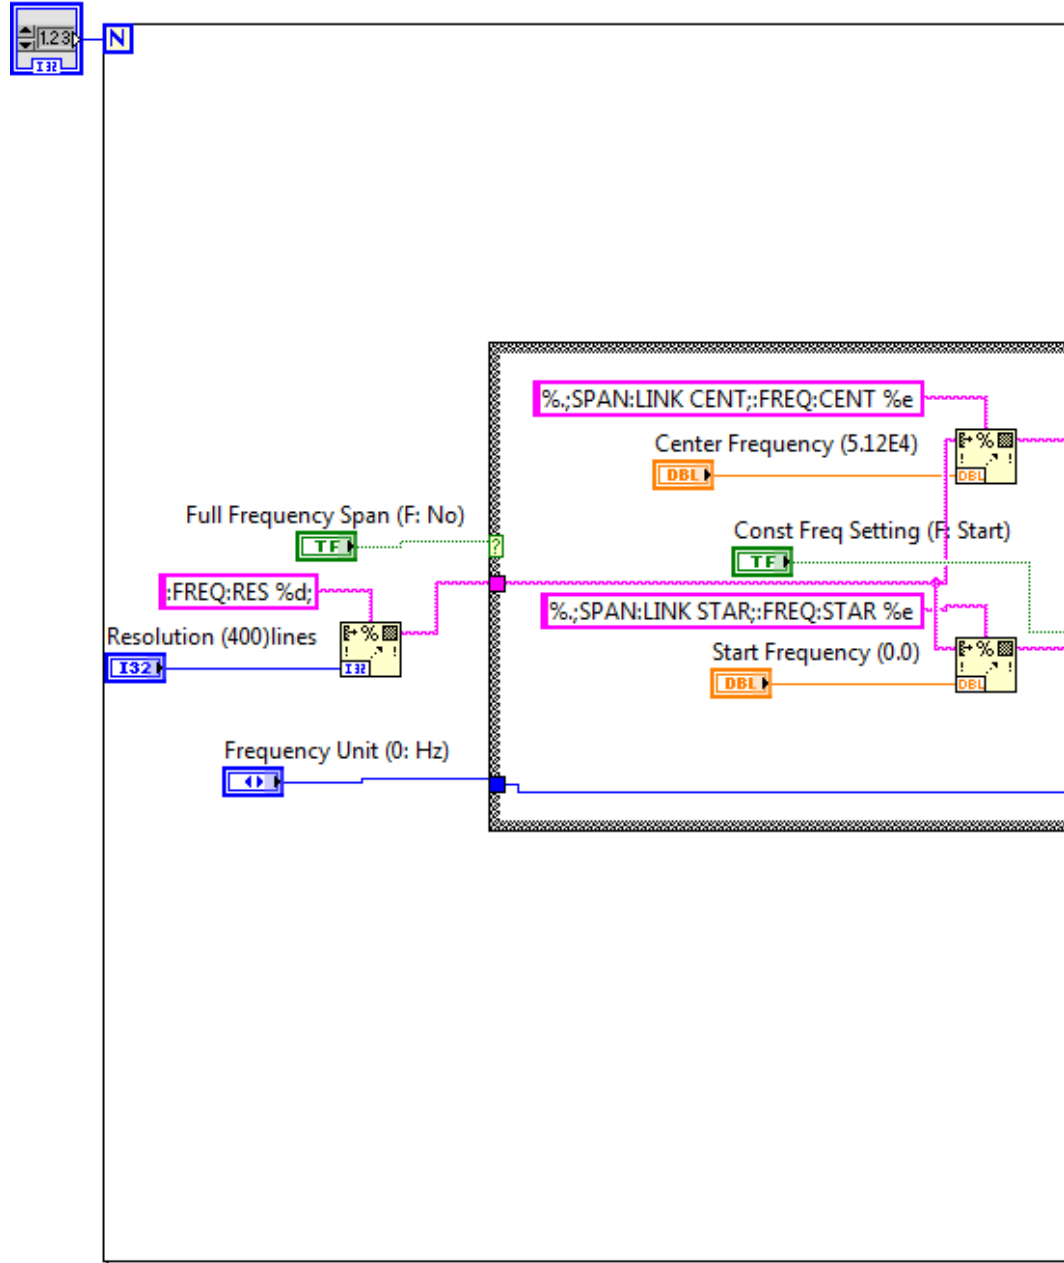 1.23
I32
N
%.;SPAN:LINK CENT;:FREQ:CENT %e
Center Frequency (5.12E4)
DBL
%
! !
DBL
Full Frequency Span (F: No)
TF
?
Const Freq Setting (F: Start)
TF
:FREQ:RES %d;
%.;SPAN:LINK STAR;:FREQ:STAR %e
Resolution (400)lines
I32
%
! !
I32
Start Frequency (0.0)
DBL
%
! !
DBL
Frequency Unit (0: Hz)